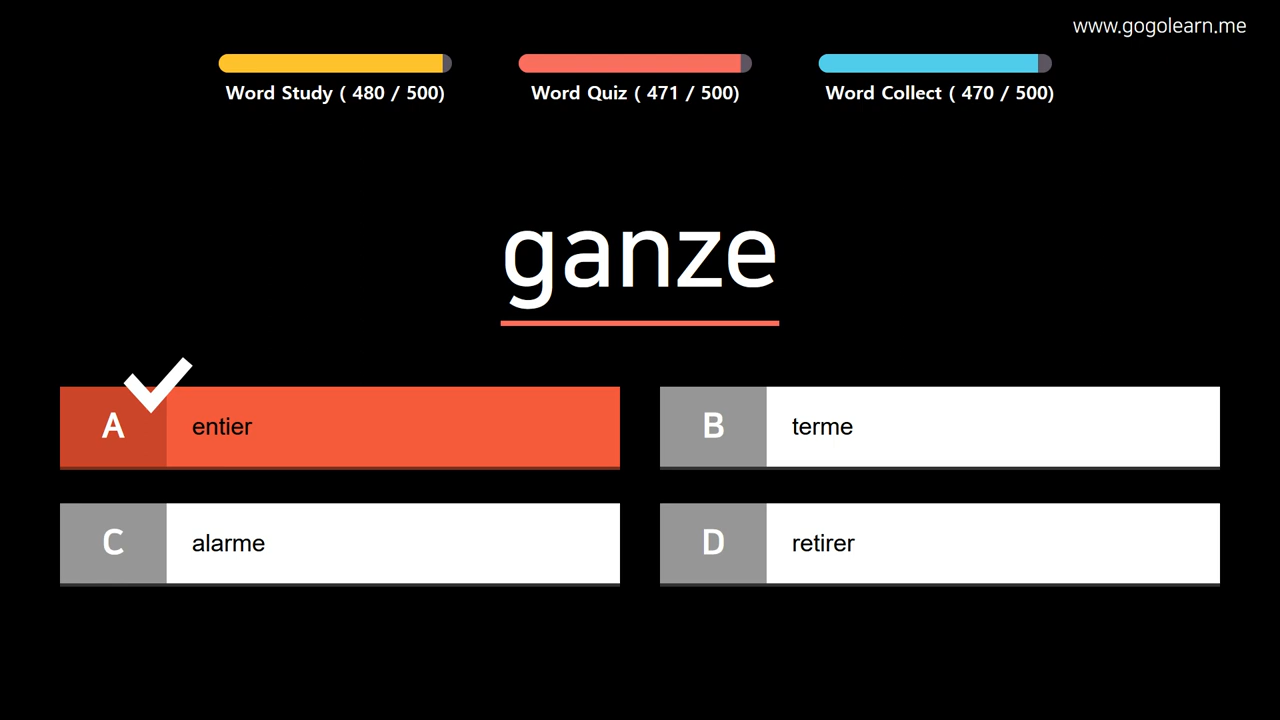 www.gogolearn.me
Word Study ( 480 / 500)
Word Quiz ( 471 / 500)
Word Collect ( 470 / 500)
ganze
A entier
B terme
C alarme
D retirer